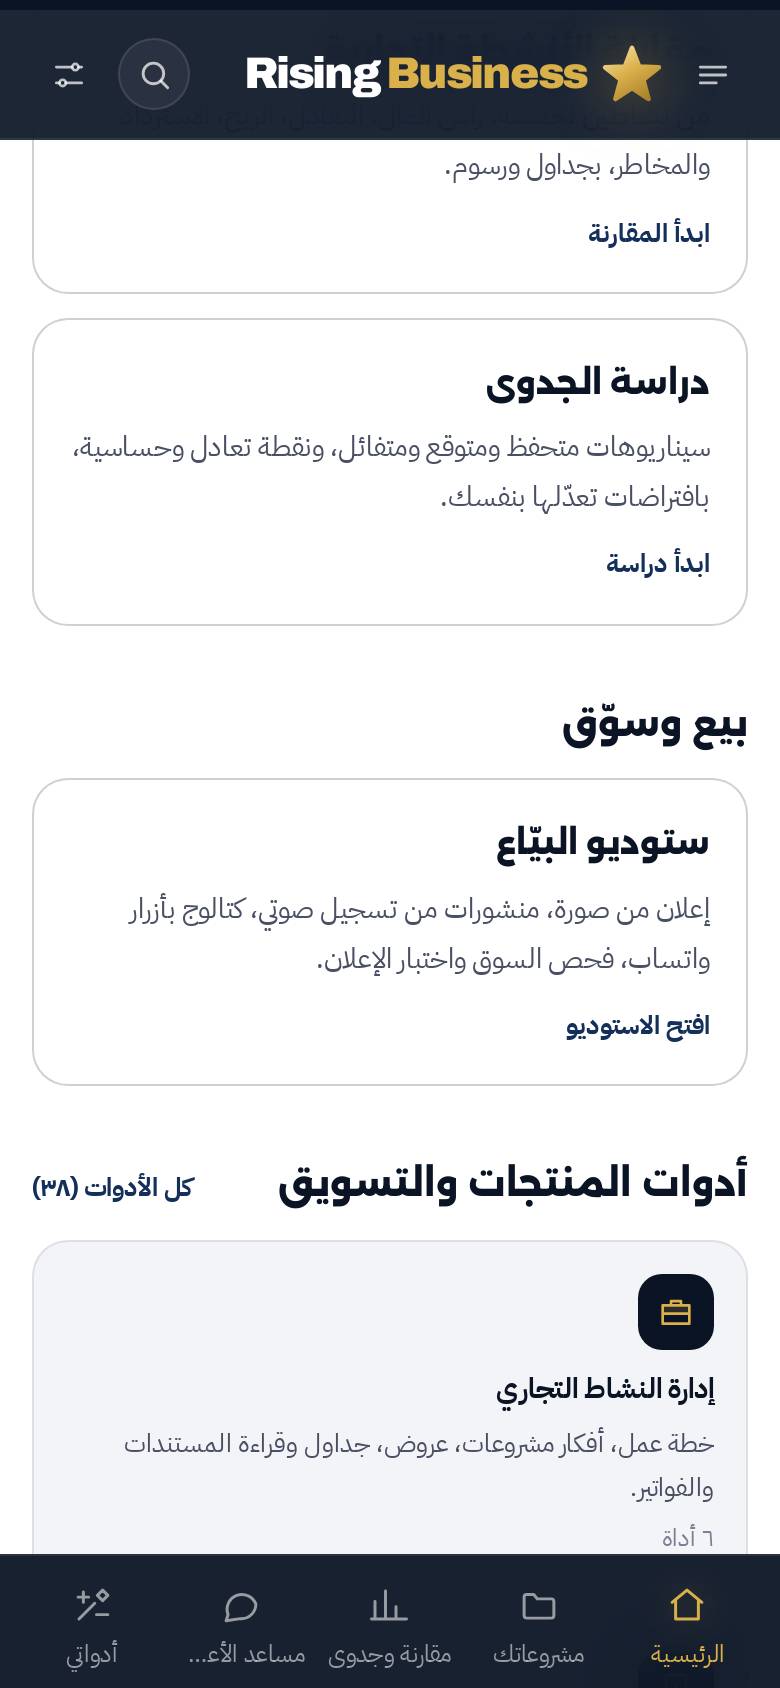 Rising Business
والمخاطر، بجداول ورسوم.
ابدأ المقارنة
دراسة الجدوى
سيناريوهات متحفظ ومتوقع ومتفائل، ونقطة تعادل وحساسية،
بافتراضات تعدّلها بنفسك.
ابدأ دراسة
بيع وسوّق
ستوديو البيّاع
إعلان من صورة، منشورات من تسجيل صوتي، كتالوج بأزرار
واتساب، فحص السوق واختبار الإعلان.
افتح الاستوديو
أدوات المنتجات والتسويق
كل الأدوات (٣٨)
إدارة النشاط التجاري
خطة عمل، أفكار مشروعات، عروض، جداول وقراءة المستندات
والفواتير.
٦ أداة
الرئيسية
مشروعاتك
مقارنة وجدوى
مساعد الأعـ...
أدواتي